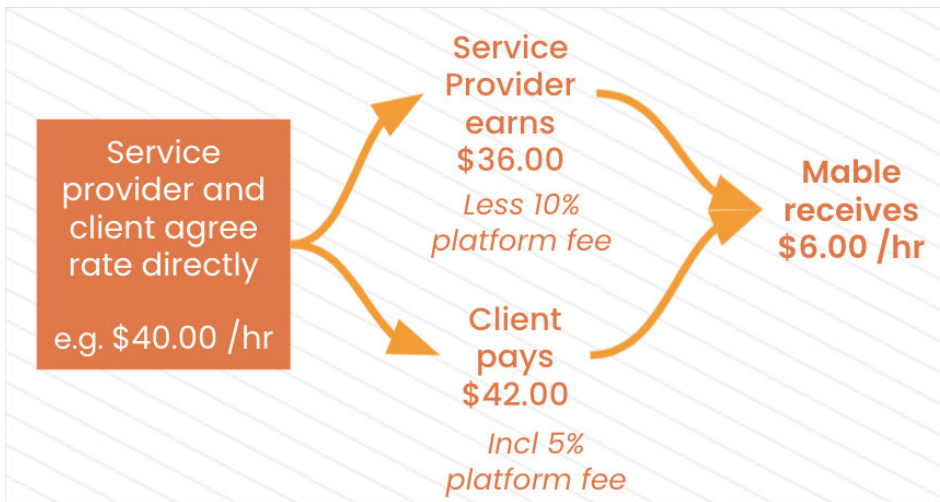 Service
provider and
client agree
rate directly
e.g. $40.00 /hr
Service
Provider
earns
$36.00
Less 10%
platform fee
Client
pays
$42.00
Incl 5%
platform fee
Mable
receives
$6.00 /hr